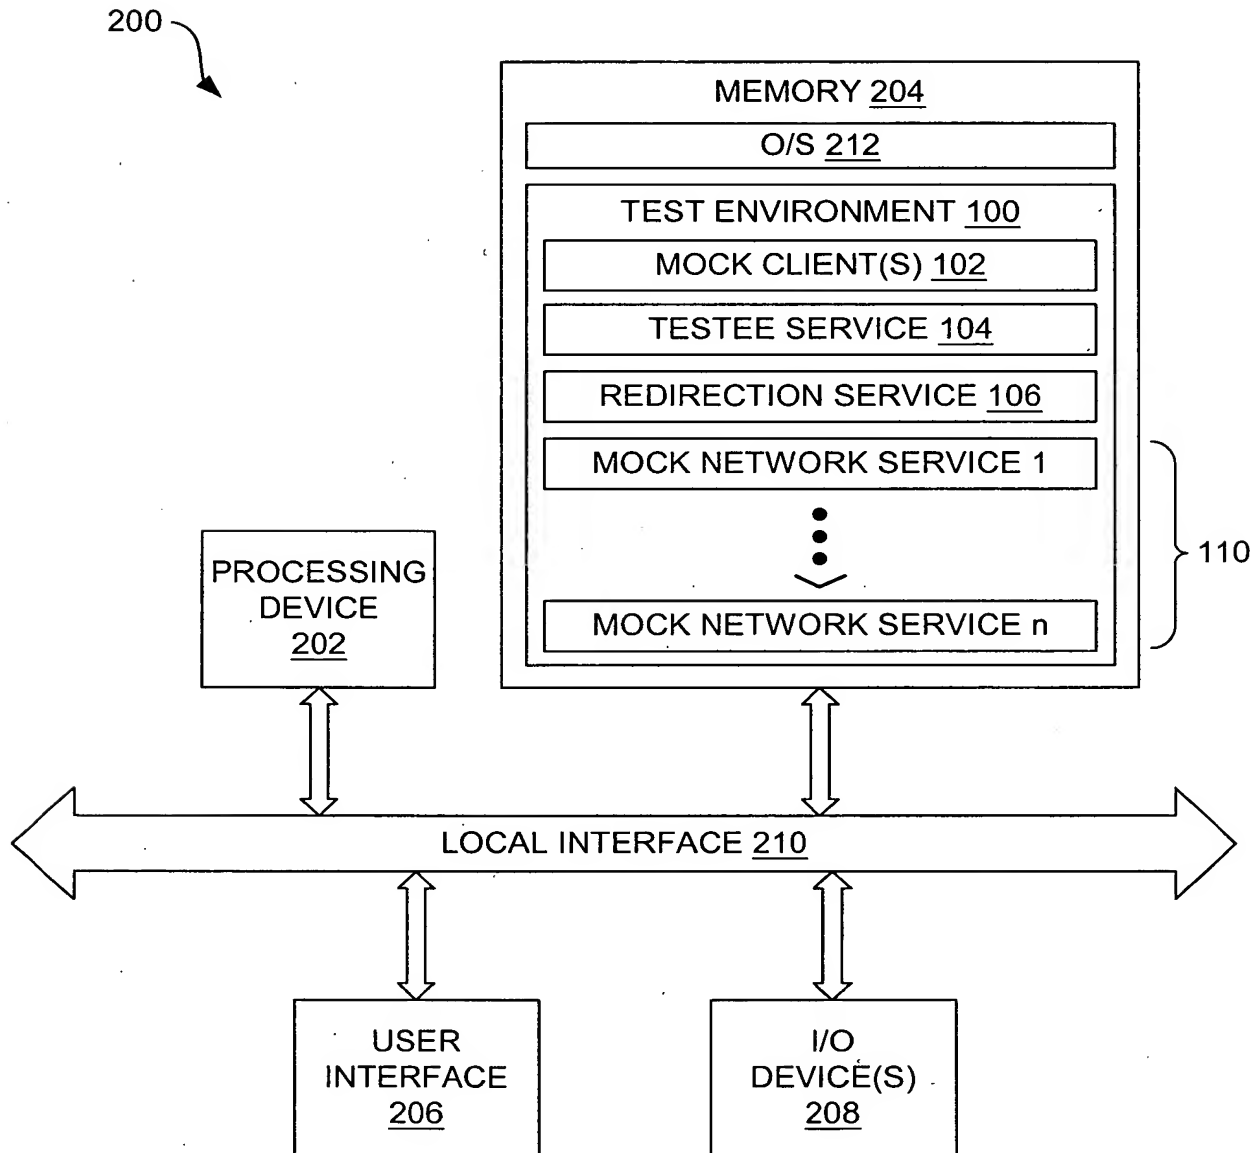 200
MEMORY 204
O/S 212
TEST ENVIRONMENT 100
MOCK CLIENT(S) 102
TESTEE SERVICE 104
REDIRECTION SERVICE 106
MOCK NETWORK SERVICE 1
MOCK NETWORK SERVICE n
110
PROCESSING
DEVICE
202
LOCAL INTERFACE 210
USER
INTERFACE
206
I/O
DEVICE(S)
208